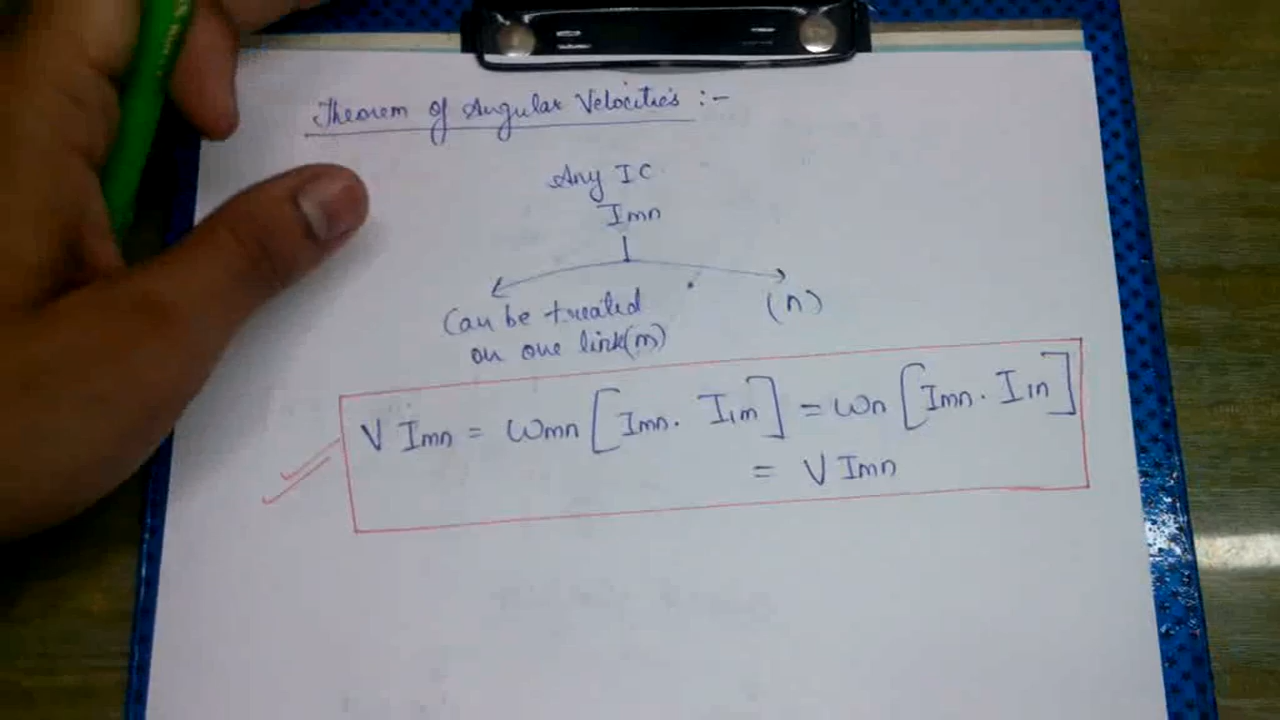 Theorem of Angular Velocities :-
Any IC
Imn
Can be treated
on one link(m)
(n)
V Imn = ωmn [Imn. I1m] = ωn [Imn. I1n]
= V Imn